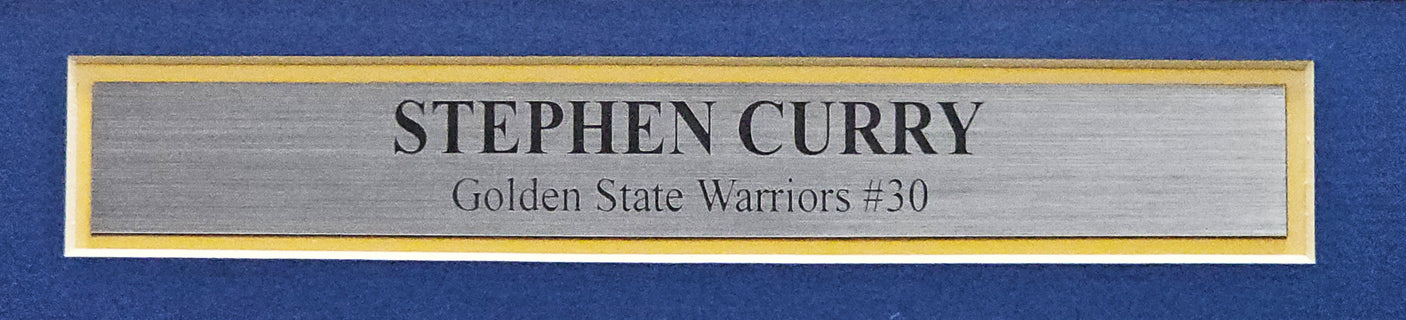 STEPHEN CURRY
Golden State Warriors #30